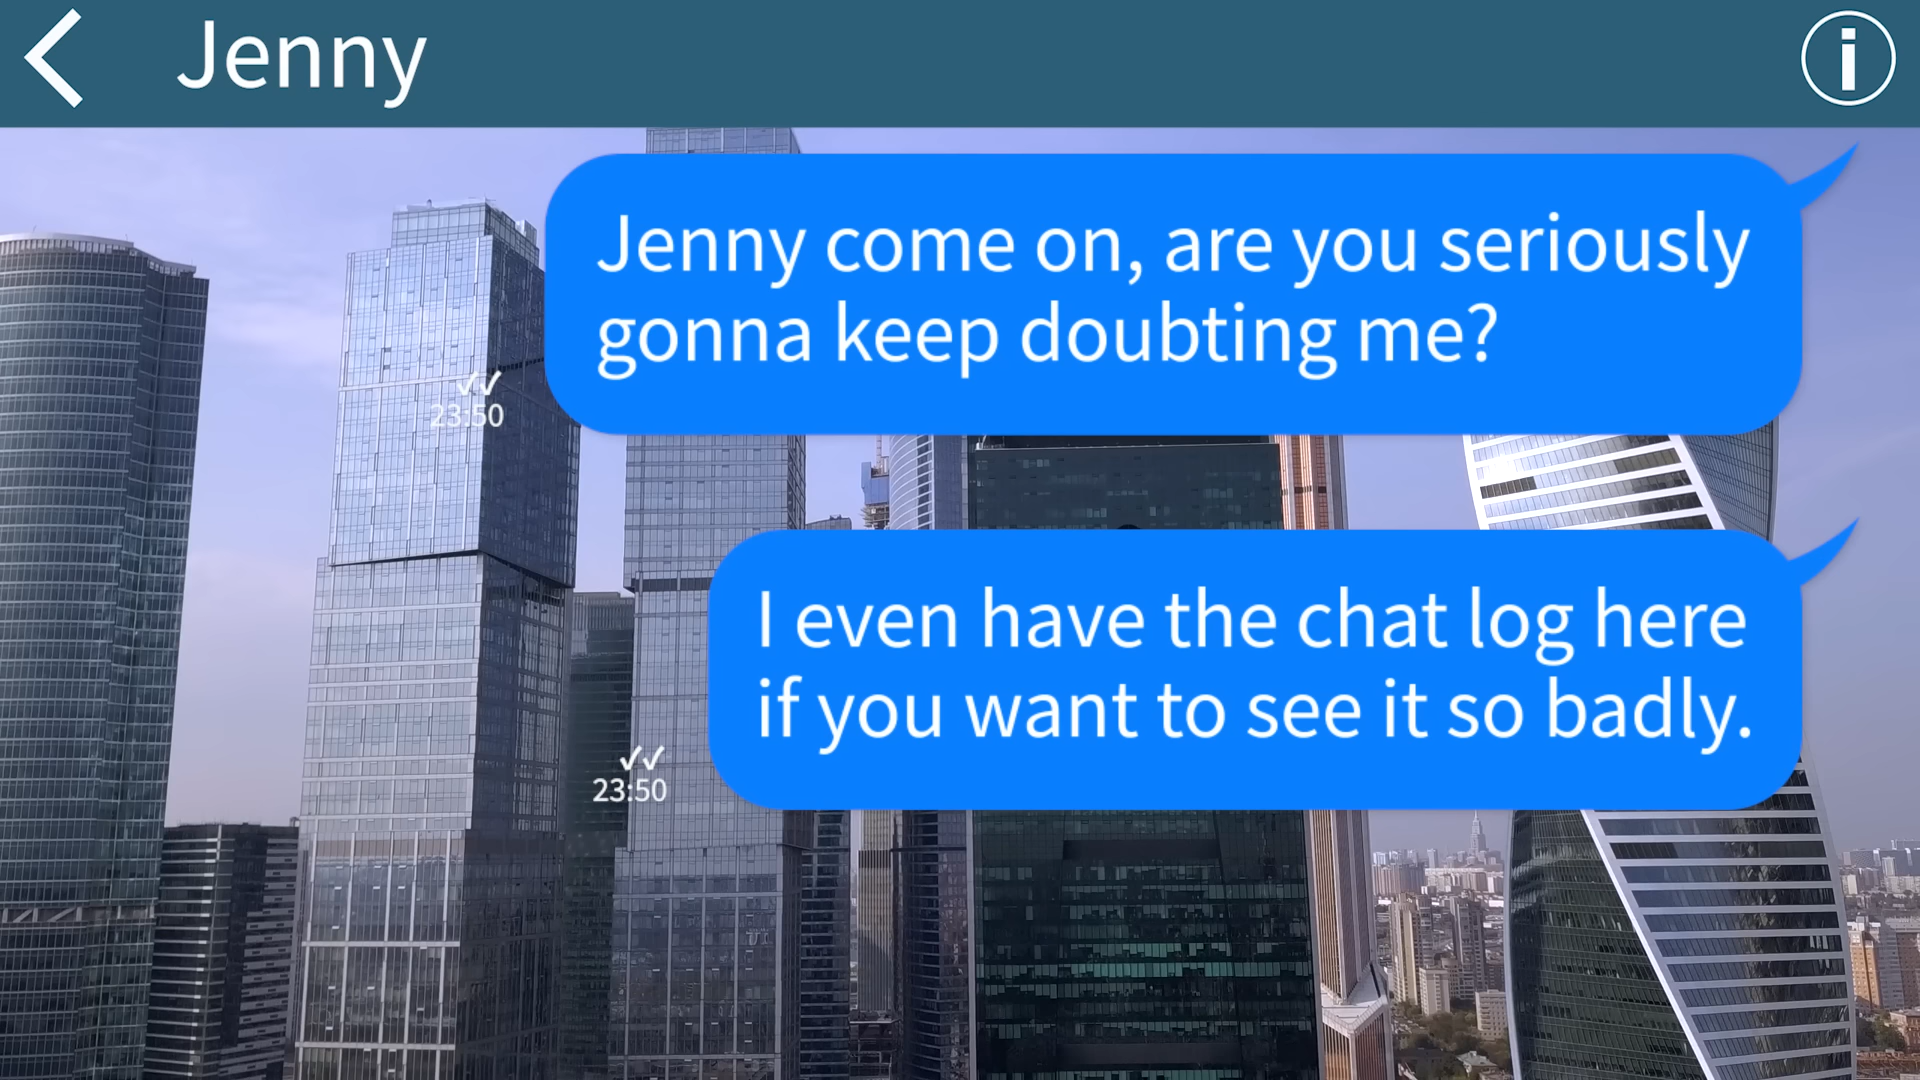 Jenny
Jenny come on, are you seriously
gonna keep doubting me?
✓✓
23:50
I even have the chat log here
if you want to see it so badly.
✓✓
23:50